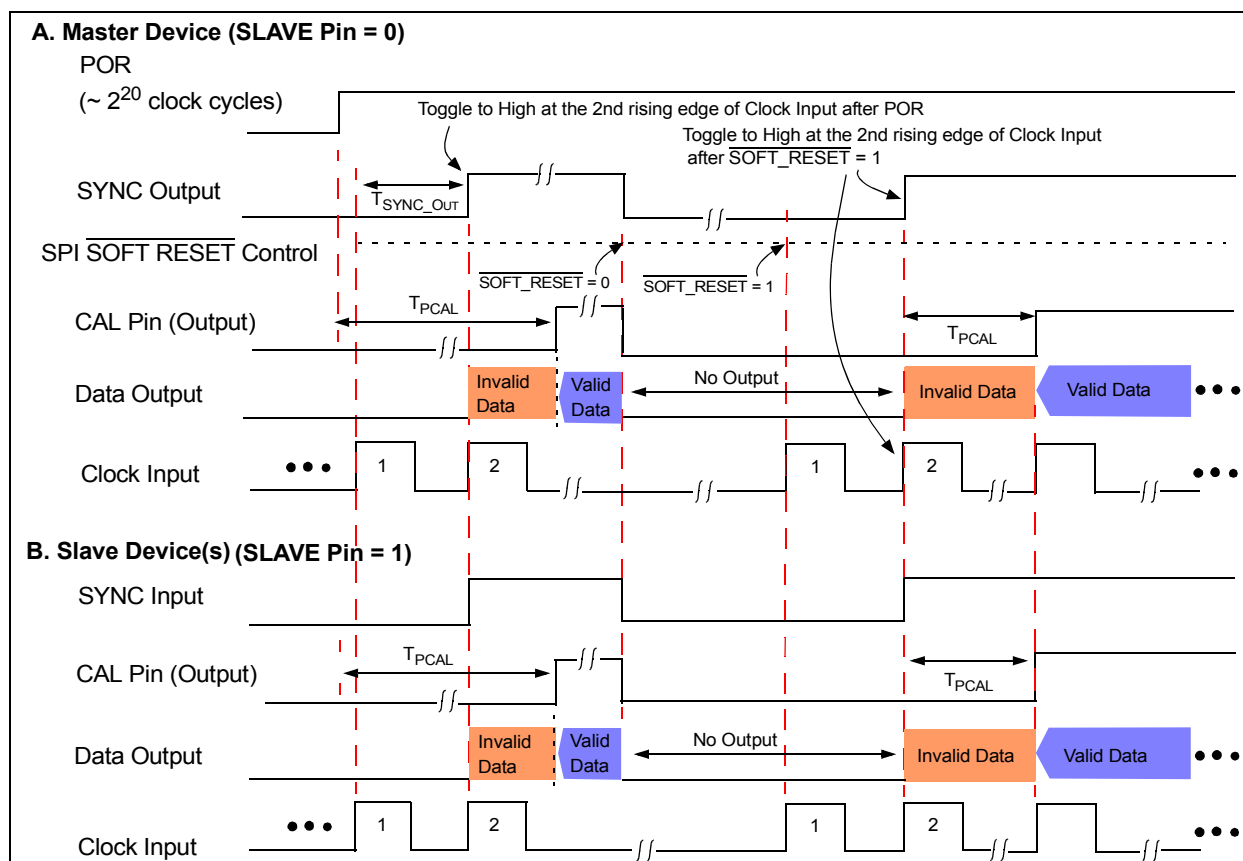 A. Master Device (SLAVE Pin = 0)
POR
(~ 2^20 clock cycles)
Toggle to High at the 2nd rising edge of Clock Input after POR
Toggle to High at the 2nd rising edge of Clock Input
after SOFT_RESET = 1
SYNC Output
TSYNC_OUT
SPI SOFT RESET Control
SOFT_RESET = 0
SOFT_RESET = 1
CAL Pin (Output)
TPCAL
TPCAL
Data Output
Invalid
Data
Valid
Data
No Output
Invalid Data
Valid Data
Clock Input
1
2
1
2
B. Slave Device(s) (SLAVE Pin = 1)
SYNC Input
CAL Pin (Output)
TPCAL
TPCAL
Data Output
Invalid
Data
Valid
Data
No Output
Invalid Data
Valid Data
Clock Input
1
2
1
2